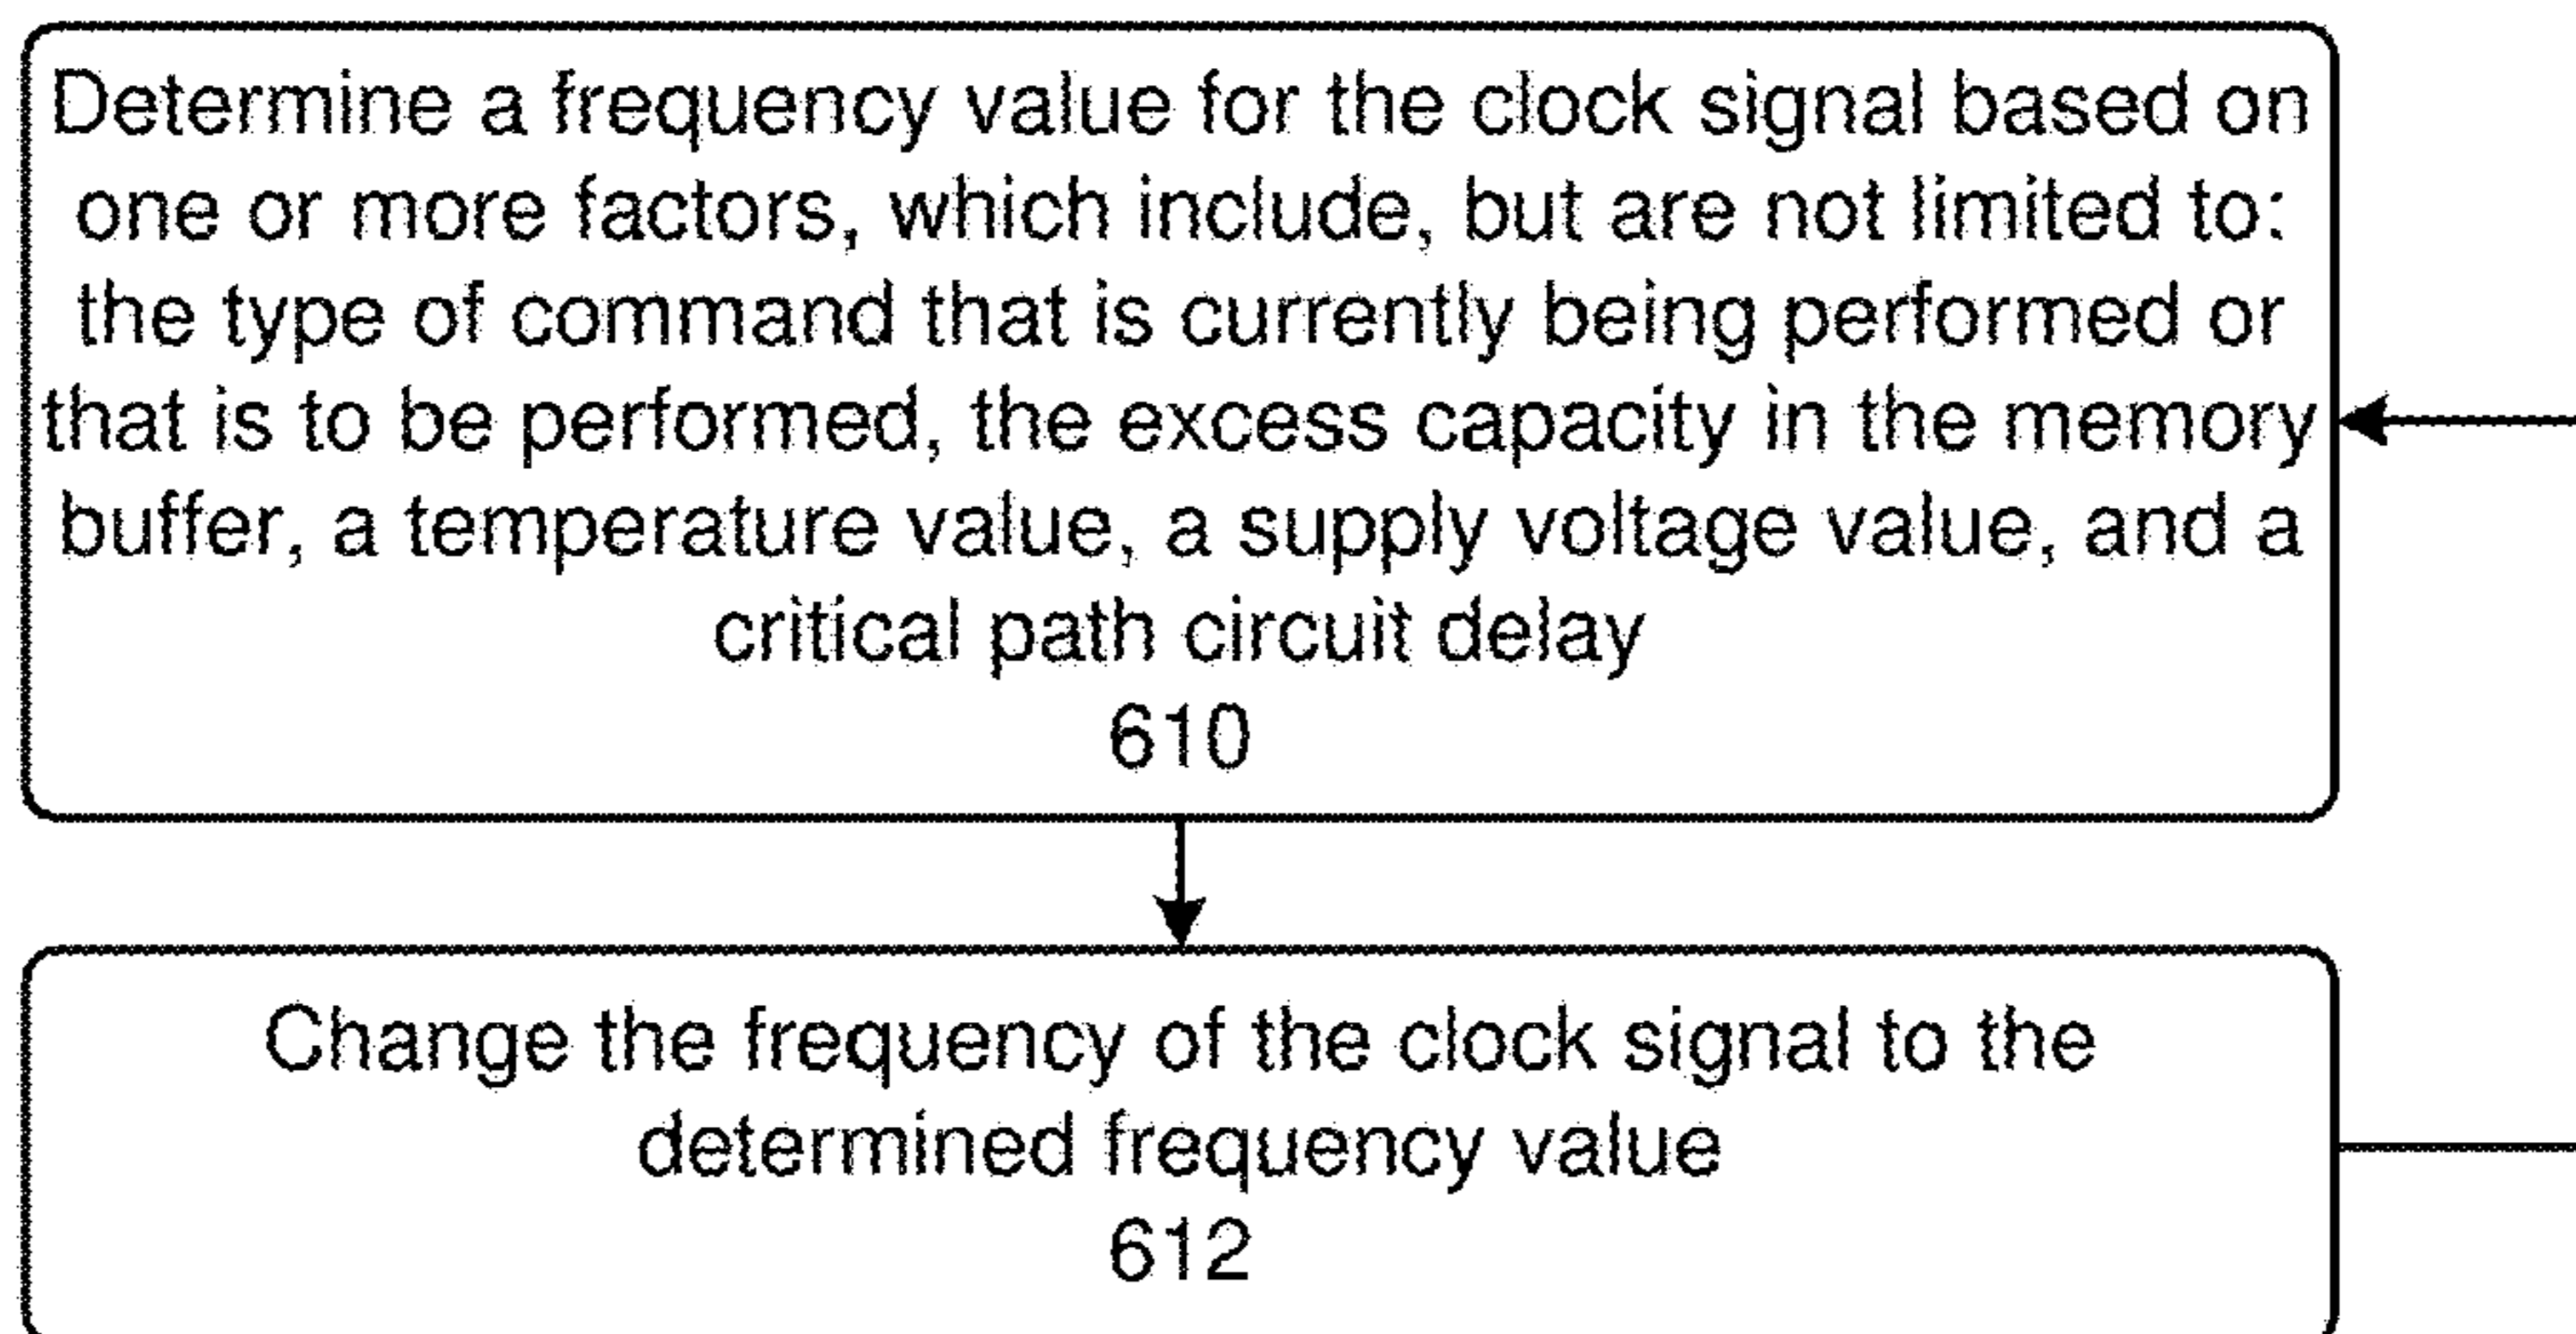 Determine a frequency value for the clock signal based on
one or more factors, which include, but are not limited to:
the type of command that is currently being performed or
that is to be performed, the excess capacity in the memory
buffer, a temperature value, a supply voltage value, and a
critical path circuit delay
610
Change the frequency of the clock signal to the
determined frequency value
612